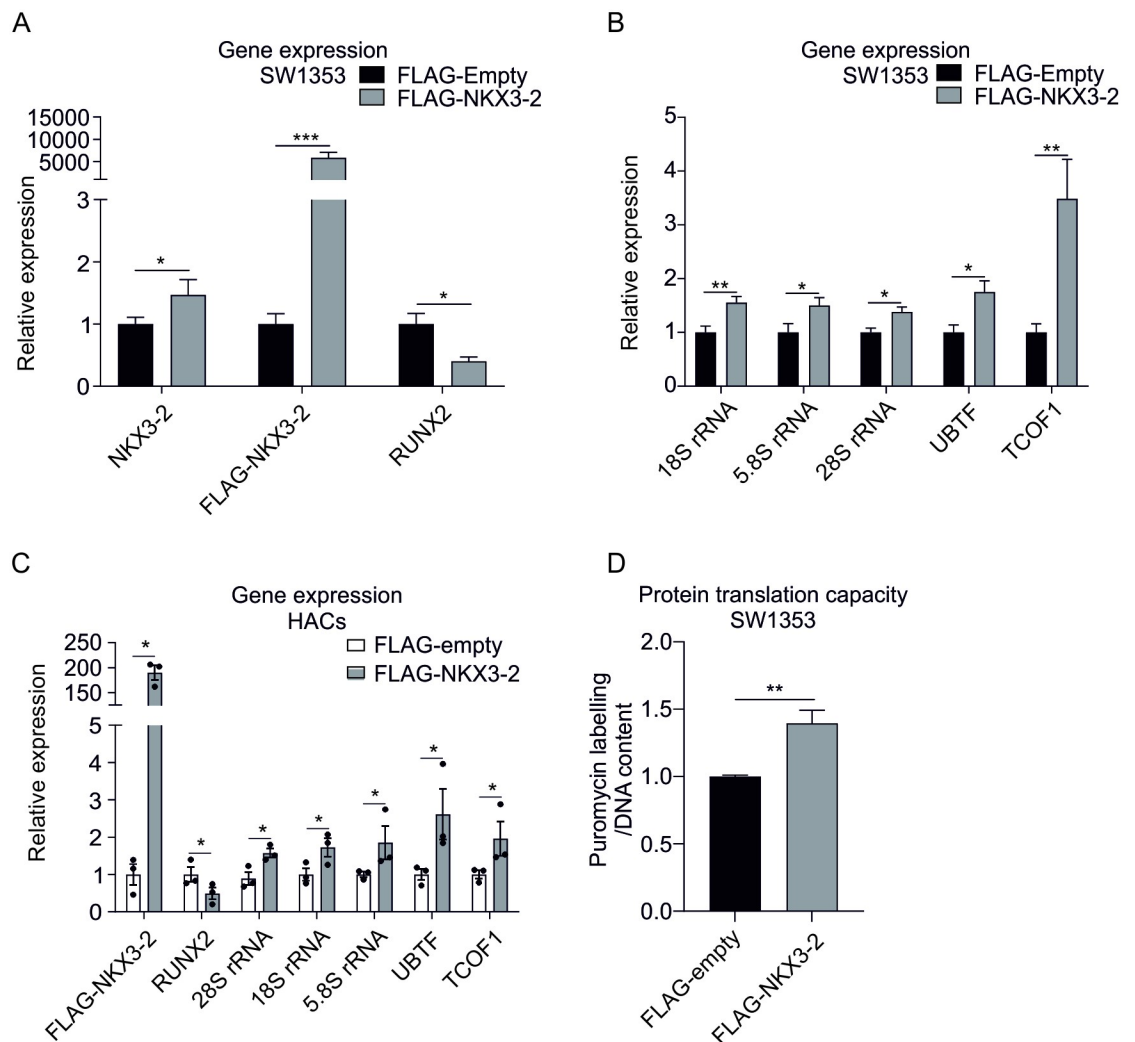 A
Gene expression
SW1353
FLAG-Empty
FLAG-NKX3-2
Relative expression
15000
10000
5000
3
2
1
0
*
***
*
NKX3-2
FLAG-NKX3-2
RUNX2
B
Gene expression
SW1353
FLAG-Empty
FLAG-NKX3-2
Relative expression
5
4
3
2
1
0
**
*
*
*
**
18S rRNA
5.8S rRNA
28S rRNA
UBTF
TCOF1
C
Gene expression
HACs
FLAG-empty
FLAG-NKX3-2
Relative expression
250
200
150
5
4
3
2
1
0
*
*
*
*
*
*
*
FLAG-NKX3-2
RUNX2
28S rRNA
18S rRNA
5.8S rRNA
UBTF
TCOF1
D
Protein translation capacity
SW1353
Puromycin labelling
/DNA content
2.0
1.5
1.0
0.5
0.0
**
FLAG-empty
FLAG-NKX3-2